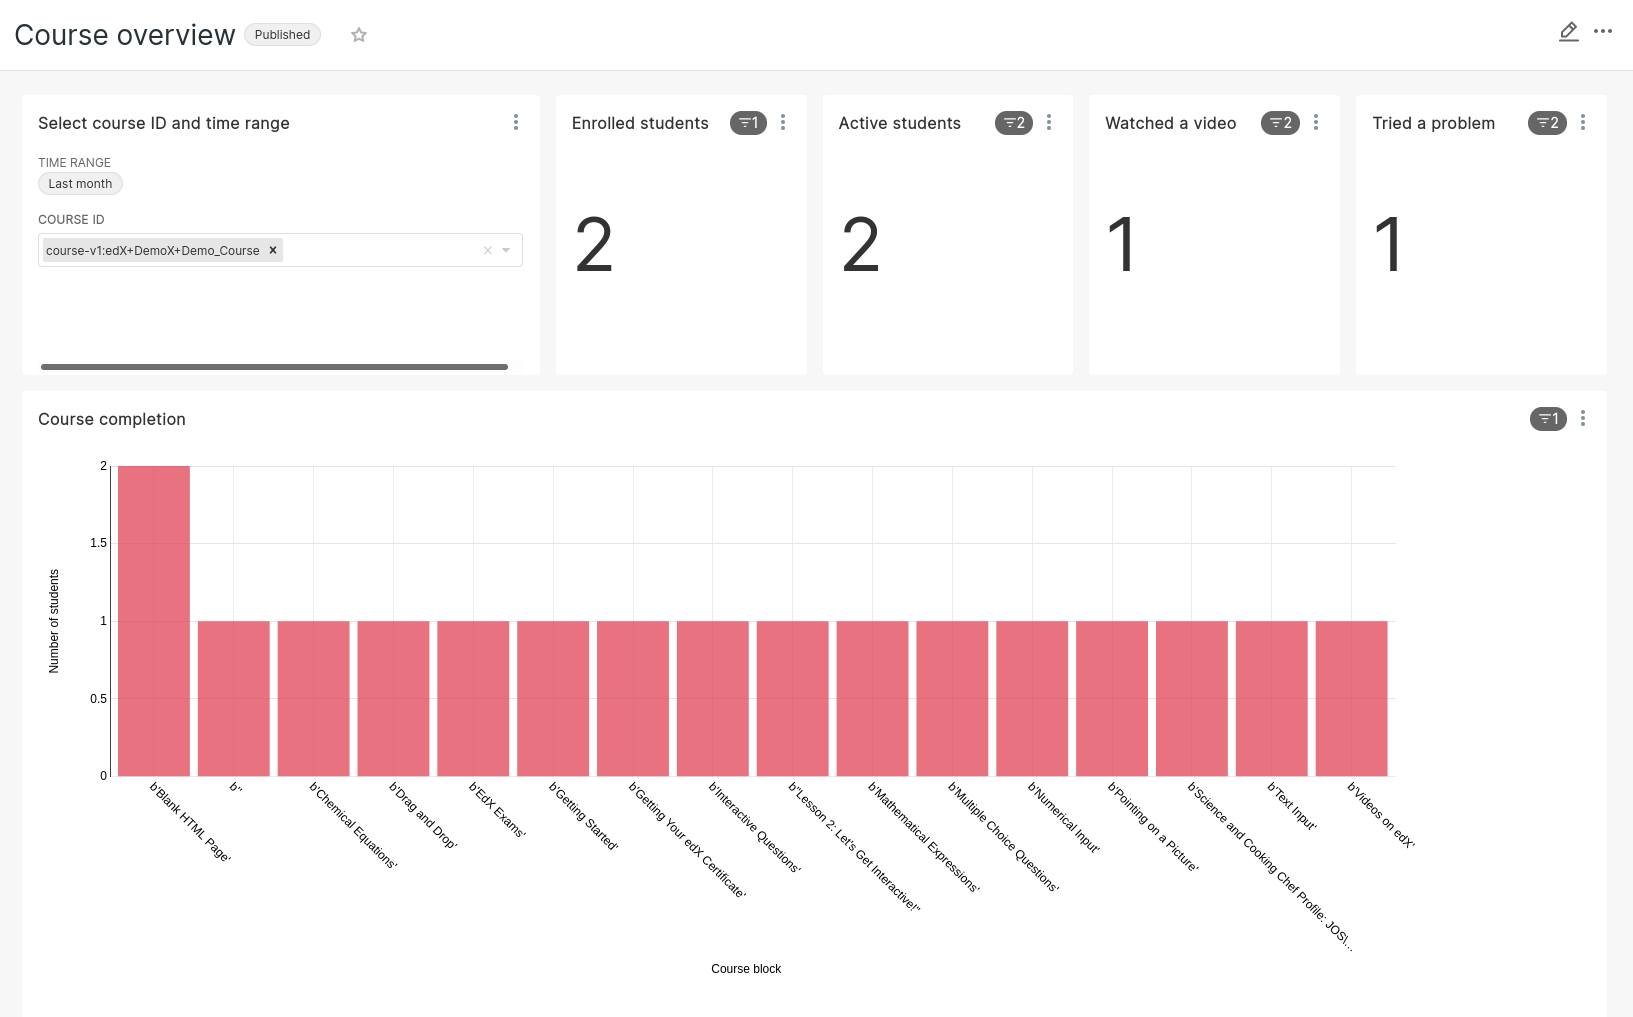 Course overview Published
Select course ID and time range
TIME RANGE
Last month
COURSE ID
course-v1:edX+DemoX+Demo_Course
Enrolled students 1
2
Active students 2
2
Watched a video 2
1
Tried a problem 2
1
Course completion 1
Number of students
2
1.5
1
0.5
0
b'Blank HTML Page'
b''
b'Chemical Equations'
b'Drag and Drop'
b'EdX Exams'
b'Getting Started'
b'Getting Your edX Certificate'
b'Interactive Questions'
b"Lesson 2: Let's Get Interactive!"
b'Mathematical Expressions'
b'Multiple Choice Questions'
b'Numerical Input'
b'Pointing on a Picture'
b'Science and Cooking Chef Profile: JOS\...
b'Text Input'
b'Videos on edX'
Course block